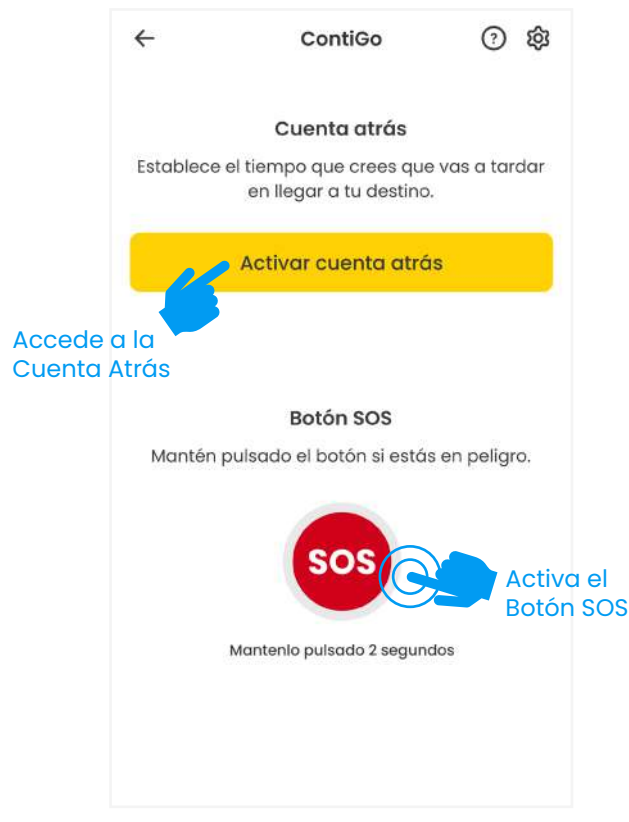 ContiGo
?
Cuenta atrás
Establece el tiempo que crees que vas a tardar
en llegar a tu destino.
Activar cuenta atrás
Accede a la
Cuenta Atrás
Botón SOS
Mantén pulsado el botón si estás en peligro.
SOS
Activa el
Botón SOS
Mantenlo pulsado 2 segundos